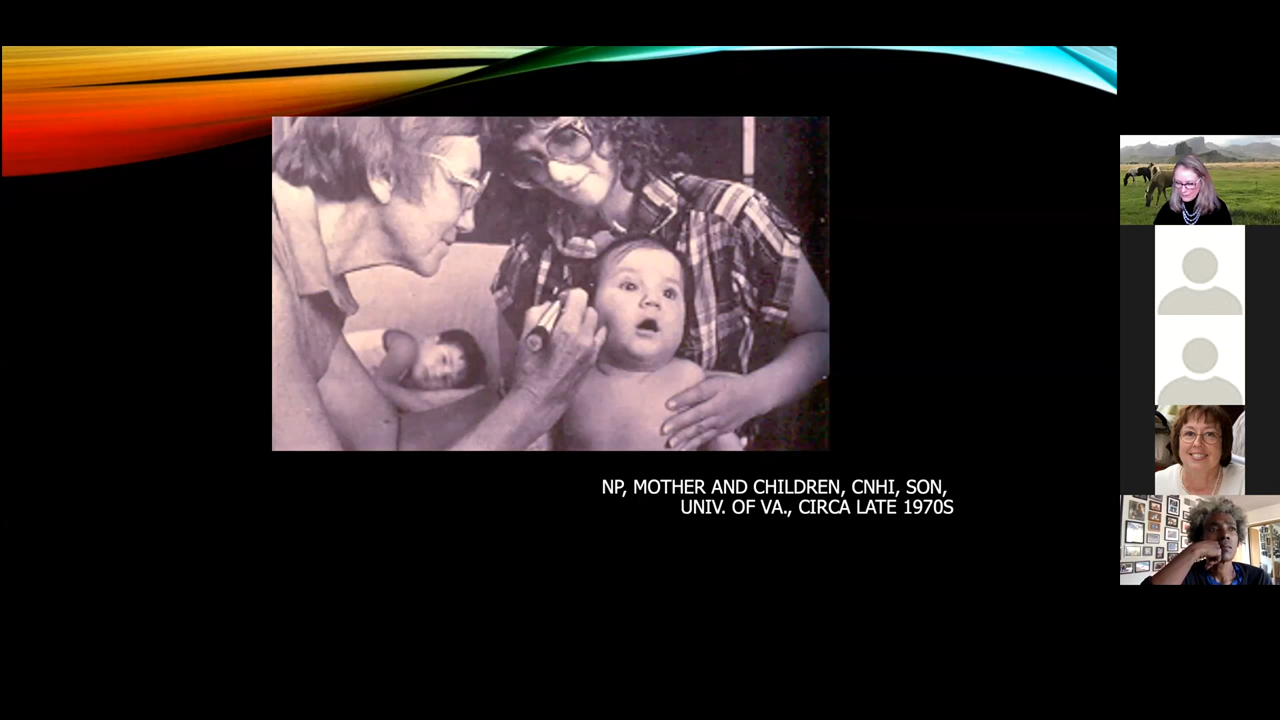 NP, MOTHER AND CHILDREN, CNHI, SON,
UNIV. OF VA., CIRCA LATE 1970S